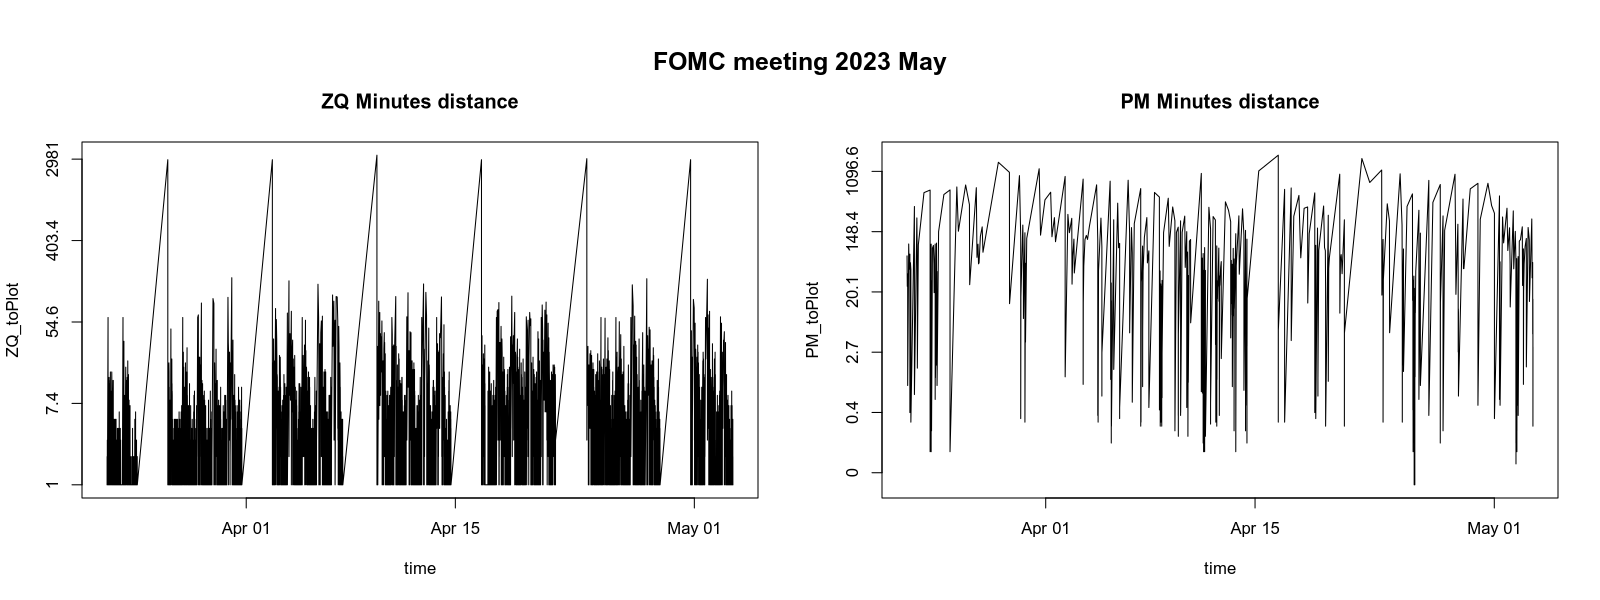 FOMC meeting 2023 May
ZQ Minutes distance
ZQ_toPlot
2981
403.4
54.6
7.4
1
Apr 01
Apr 15
May 01
time
PM Minutes distance
PM_toPlot
1096.6
148.4
20.1
2.7
0.4
0
Apr 01
Apr 15
May 01
time